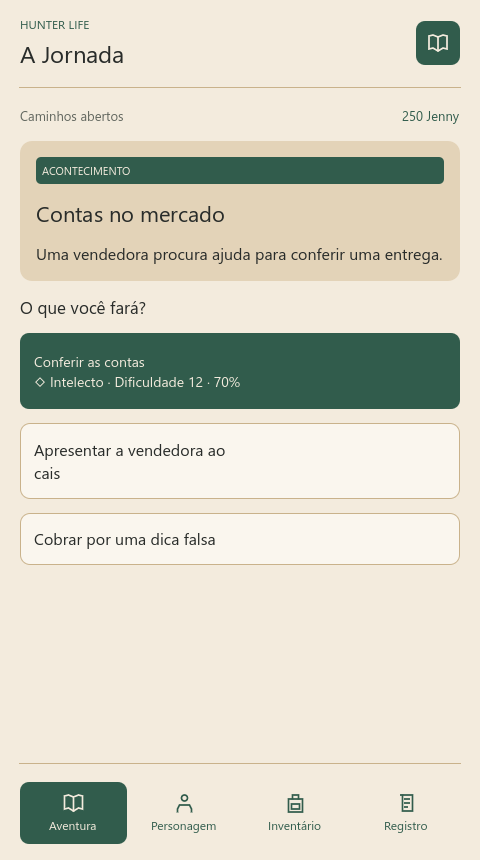 HUNTER LIFE
A Jornada
Caminhos abertos
250 Jenny
ACONTECIMENTO
Contas no mercado
Uma vendedora procura ajuda para conferir uma entrega.
O que você fará?
Conferir as contas
◇ Intelecto · Dificuldade 12 · 70%
Apresentar a vendedora ao
cais
Cobrar por uma dica falsa
Aventura
Personagem
Inventário
Registro